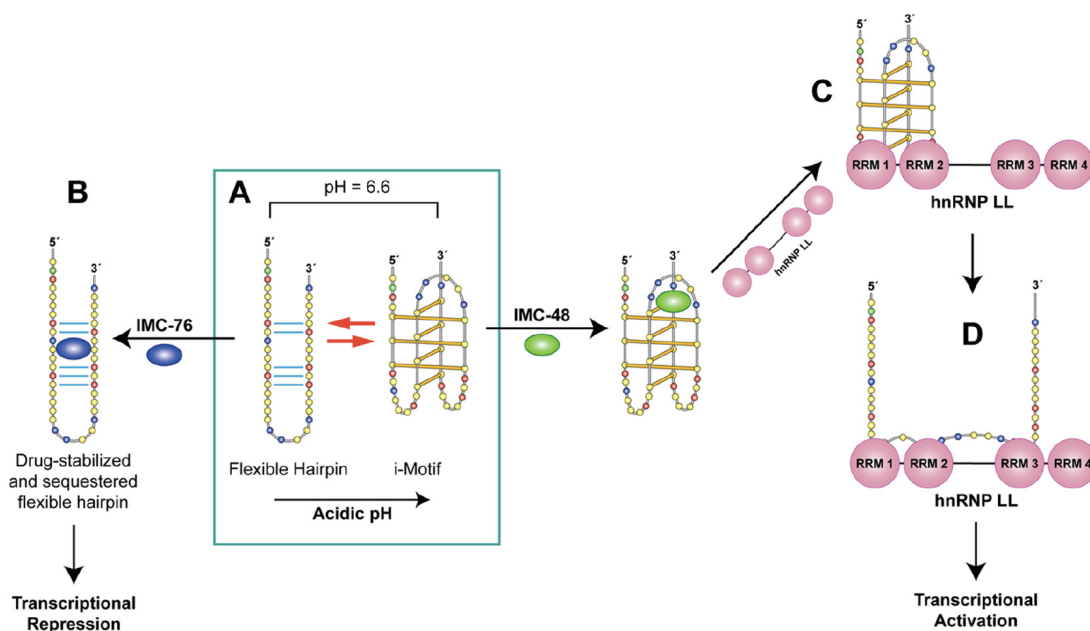 B
5′
3′
IMC-76
Drug-stabilized
and sequestered
flexible hairpin
Transcriptional
Repression
A
pH = 6.6
5′
3′
5′
3′
Flexible Hairpin
i-Motif
Acidic pH
IMC-48
5′
3′
hnRNP LL
C
5′
3′
RRM 1
RRM 2
RRM 3
RRM 4
hnRNP LL
D
5′
3′
RRM 1
RRM 2
RRM 3
RRM 4
hnRNP LL
Transcriptional
Activation